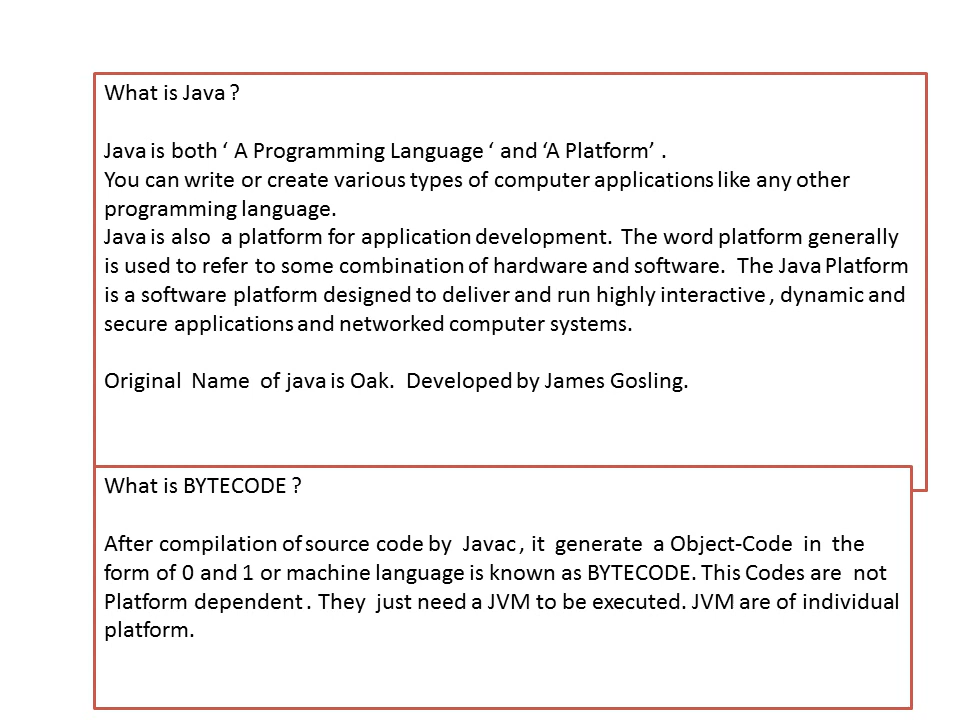 What is Java ?
Java is both ‘ A Programming Language ‘ and ‘A Platform’ .
You can write or create various types of computer applications like any other
programming language.
Java is also a platform for application development. The word platform generally
is used to refer to some combination of hardware and software. The Java Platform
is a software platform designed to deliver and run highly interactive , dynamic and
secure applications and networked computer systems.
Original Name of java is Oak. Developed by James Gosling.
What is BYTECODE ?
After compilation of source code by Javac , it generate a Object-Code in the
form of 0 and 1 or machine language is known as BYTECODE. This Codes are not
Platform dependent . They just need a JVM to be executed. JVM are of individual
platform.